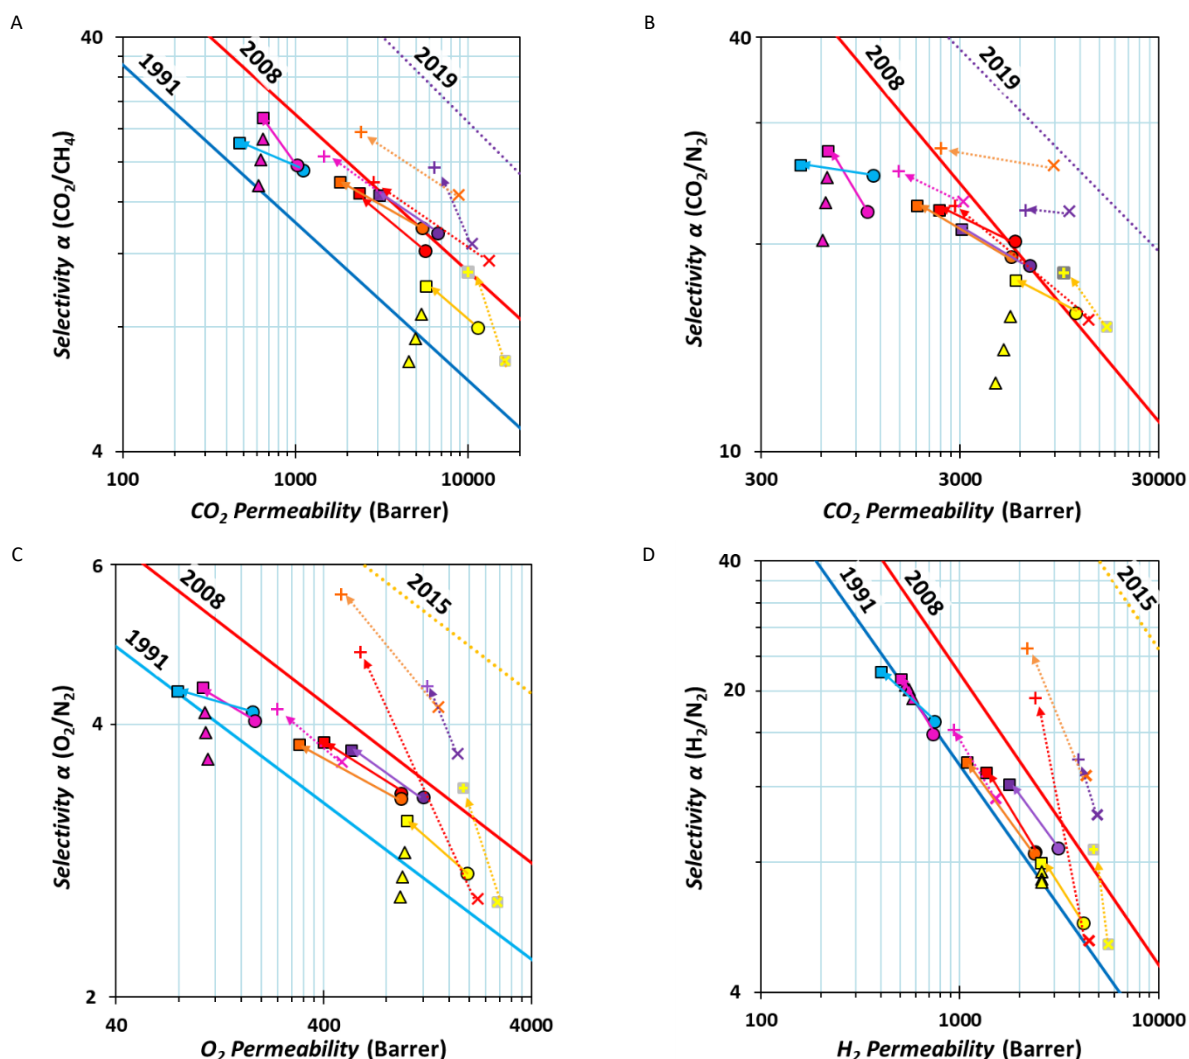 A
40
1991
2008
2019
Selectivity α (CO₂/CH₄)
4
100
1000
10000
CO₂ Permeability (Barrer)
B
40
2008
2019
Selectivity α (CO₂/N₂)
10
300
3000
30000
CO₂ Permeability (Barrer)
C
6
2008
2015
1991
Selectivity α (O₂/N₂)
4
2
40
400
4000
O₂ Permeability (Barrer)
D
40
1991
2008
2015
20
Selectivity α (H₂/N₂)
4
100
1000
10000
H₂ Permeability (Barrer)